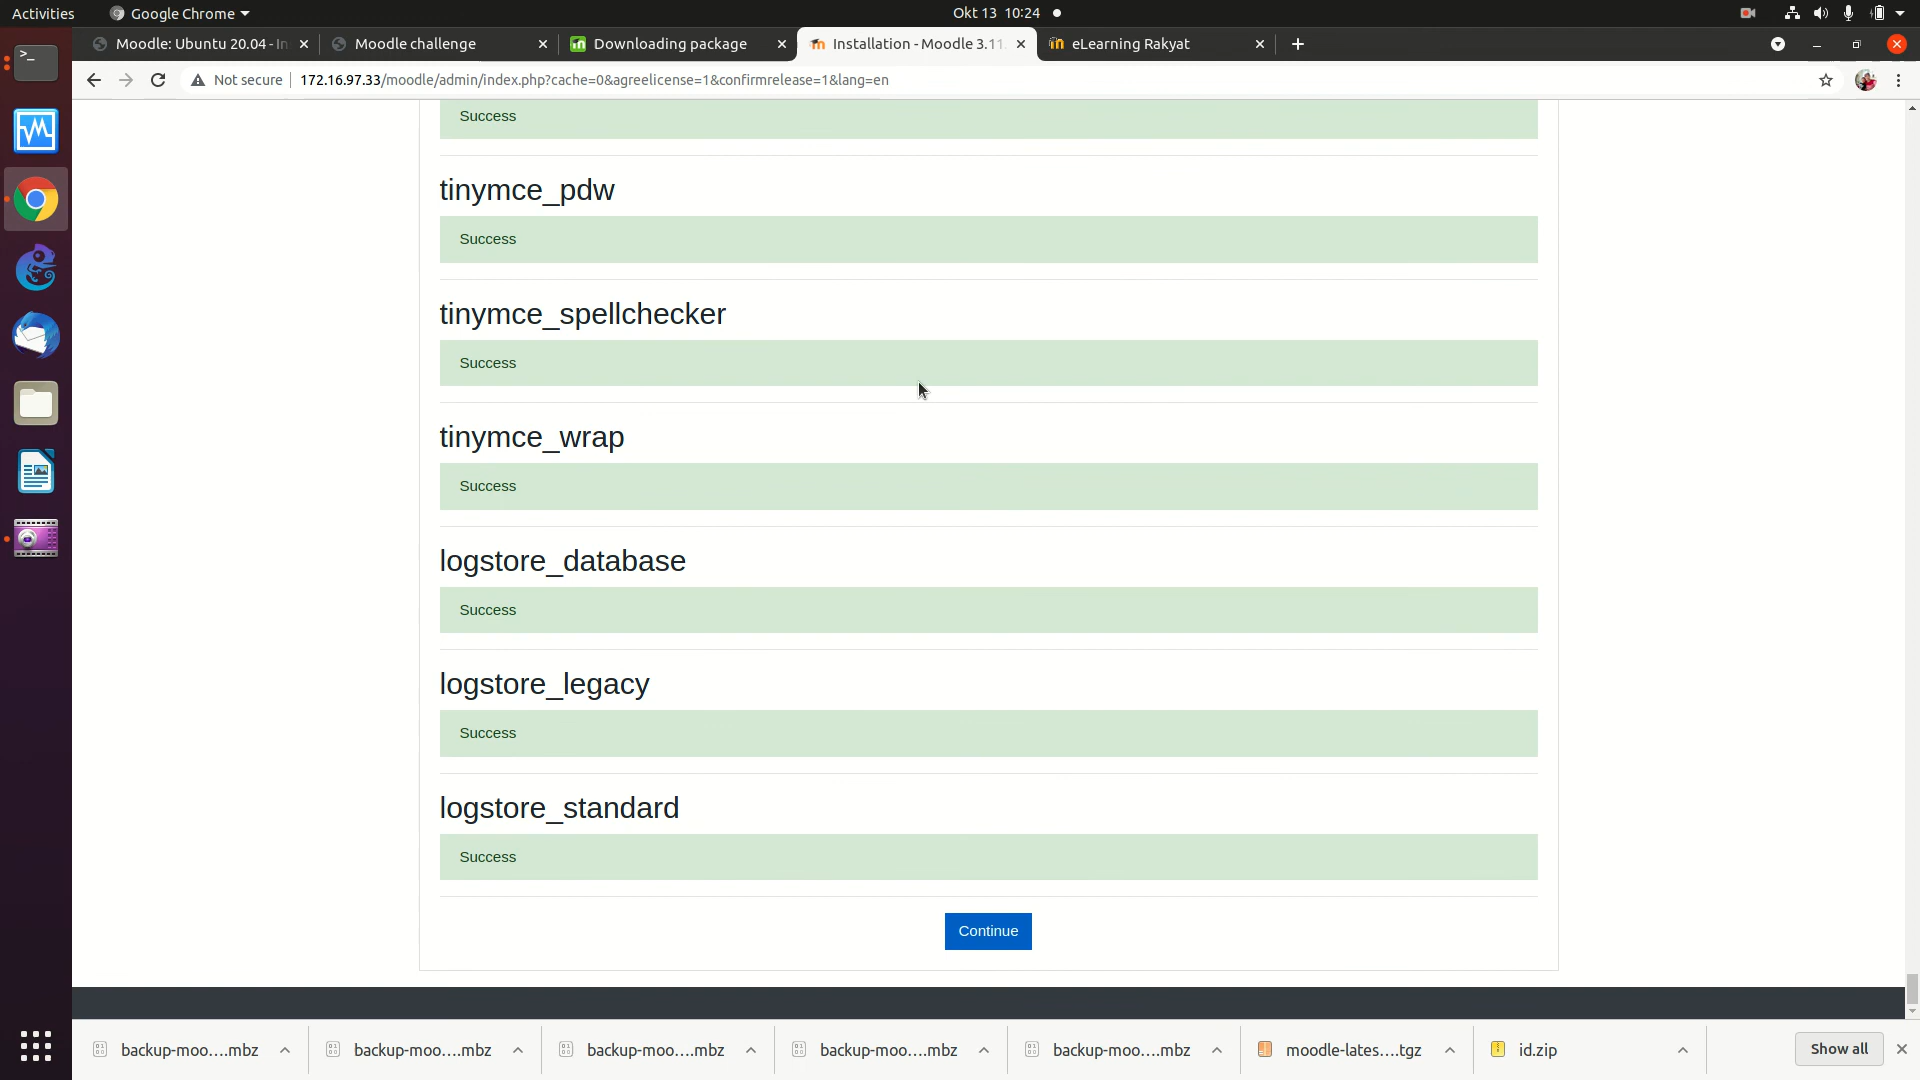 Activities
Google Chrome
Okt 13 10:24
Moodle: Ubuntu 20.04 - In
Moodle challenge
Downloading package
Installation - Moodle 3.11.
eLearning Rakyat
Not secure
172.16.97.33/moodle/admin/index.php?cache=0&agreelicense=1&confirmrelease=1&lang=en
Success
tinymce_pdw
Success
tinymce_spellchecker
Success
tinymce_wrap
Success
logstore_database
Success
logstore_legacy
Success
logstore_standard
Success
Continue
backup-moo....mbz
backup-moo....mbz
backup-moo....mbz
backup-moo....mbz
backup-moo....mbz
moodle-lates....tgz
id.zip
Show all